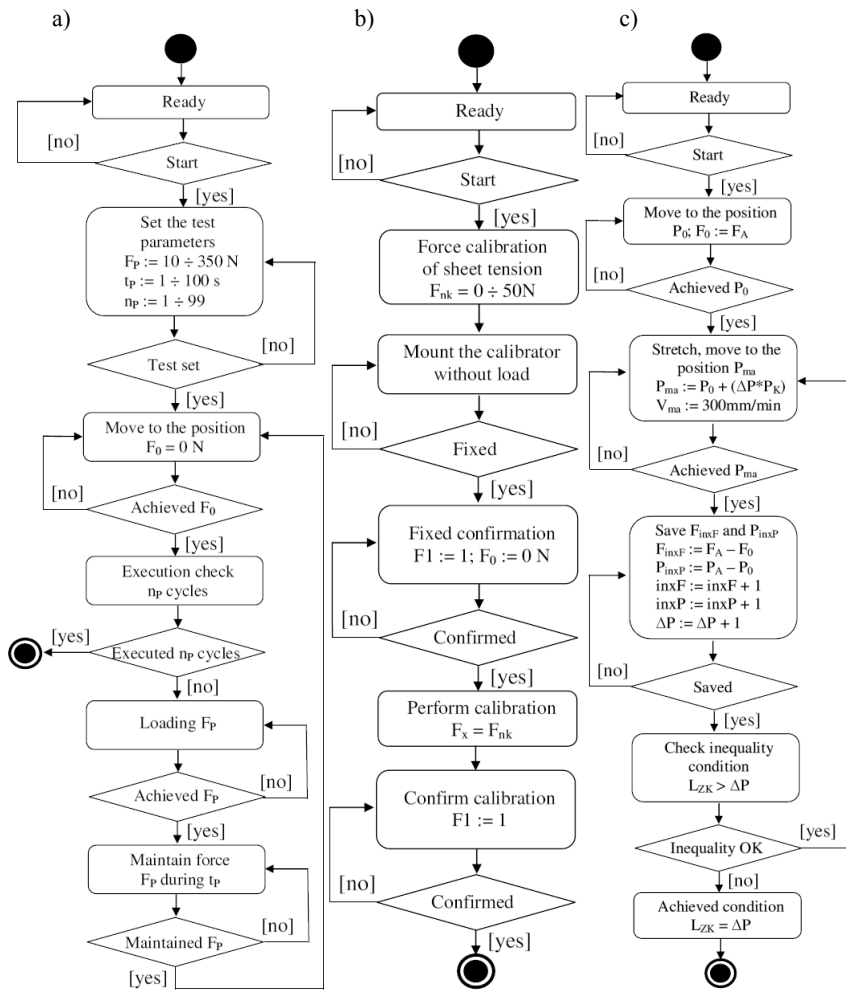 a)
Ready
[no]
Start
[yes]
Set the test
parameters
Fₚ := 10 ÷ 350 N
tₚ := 1 ÷ 100 s
nₚ := 1 ÷ 99
Test set
[no]
[yes]
Move to the position
F₀ = 0 N
[no]
Achieved F₀
[yes]
Execution check
nₚ cycles
[yes]
Executed nₚ cycles
[no]
Loading Fₚ
Achieved Fₚ
[no]
[yes]
Maintain force
Fₚ during tₚ
Maintained Fₚ
[no]
[yes]
b)
Ready
[no]
Start
[yes]
Force calibration
of sheet tension
Fnk = 0 ÷ 50N
Mount the calibrator
without load
[no]
Fixed
[yes]
Fixed confirmation
F1 := 1; F₀ := 0 N
[no]
Confirmed
[yes]
Perform calibration
Fx = Fnk
Confirm calibration
F1 := 1
[no]
Confirmed
[yes]
c)
Ready
[no]
Start
[yes]
Move to the position
P₀; F₀ := FA
[no]
Achieved P₀
[yes]
Stretch, move to the
position Pma
Pma := P₀ + (ΔP*PK)
Vma := 300mm/min
[no]
Achieved Pma
[yes]
Save FinxF and PinxP
FinxF := FA – F₀
PinxP := PA – P₀
inxF := inxF + 1
inxP := inxP + 1
ΔP := ΔP + 1
[no]
Saved
[yes]
Check inequality
condition
LZK > ΔP
Inequality OK
[yes]
[no]
Achieved condition
LZK = ΔP